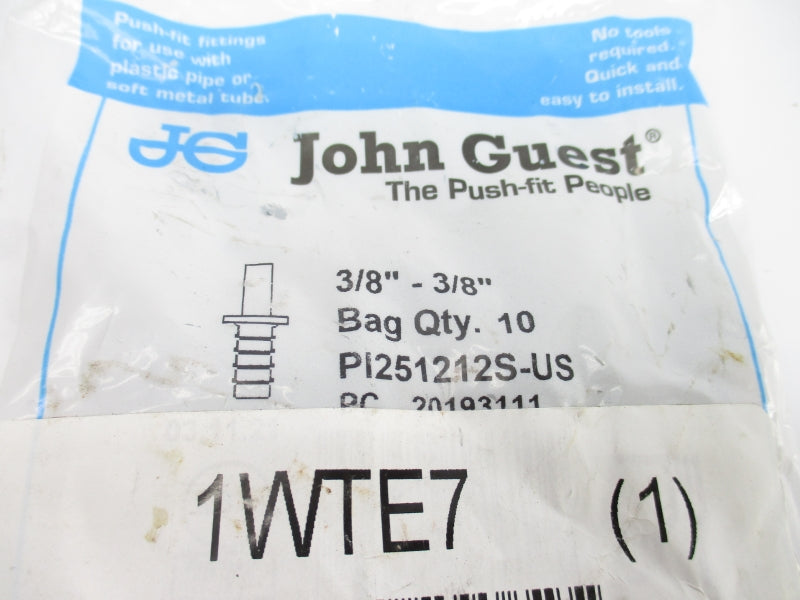 Push-fit fittings
for use with
plastic pipe or
soft metal tube.
No tools
required.
Quick and
easy to install.
JG John Guest®
The Push-fit People
3/8" - 3/8"
Bag Qty. 10
PI251212S-US
PC 20193111
1WTE7 (1)